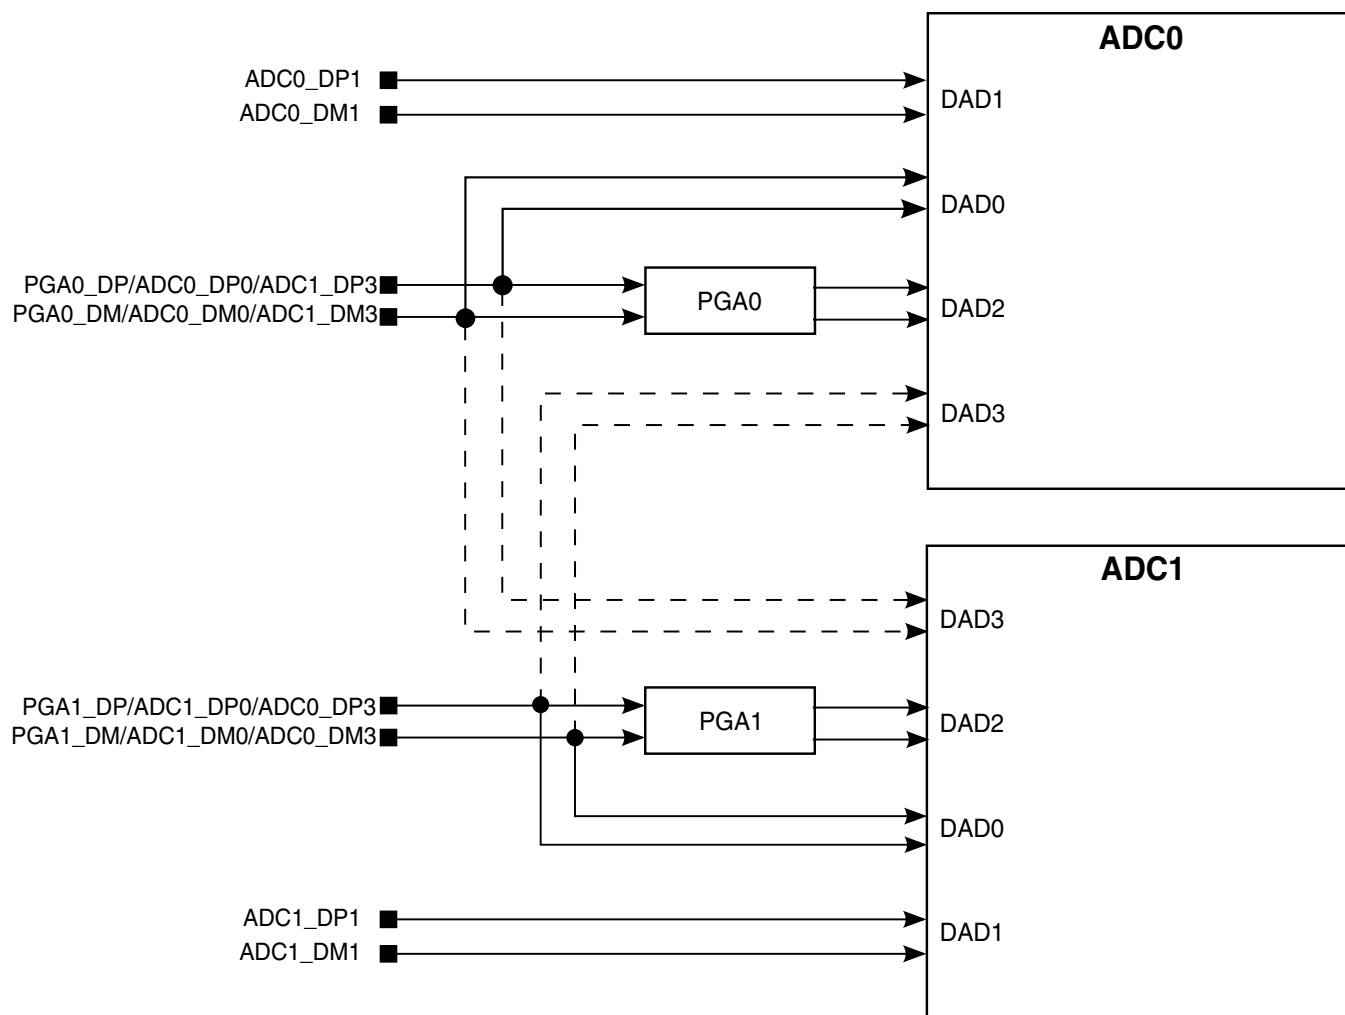 ADC0
ADC0_DP1
ADC0_DM1
DAD1
DAD0
PGA0_DP/ADC0_DP0/ADC1_DP3
PGA0_DM/ADC0_DM0/ADC1_DM3
PGA0
DAD2
DAD3
ADC1
DAD3
PGA1_DP/ADC1_DP0/ADC0_DP3
PGA1_DM/ADC1_DM0/ADC0_DM3
PGA1
DAD2
DAD0
ADC1_DP1
ADC1_DM1
DAD1